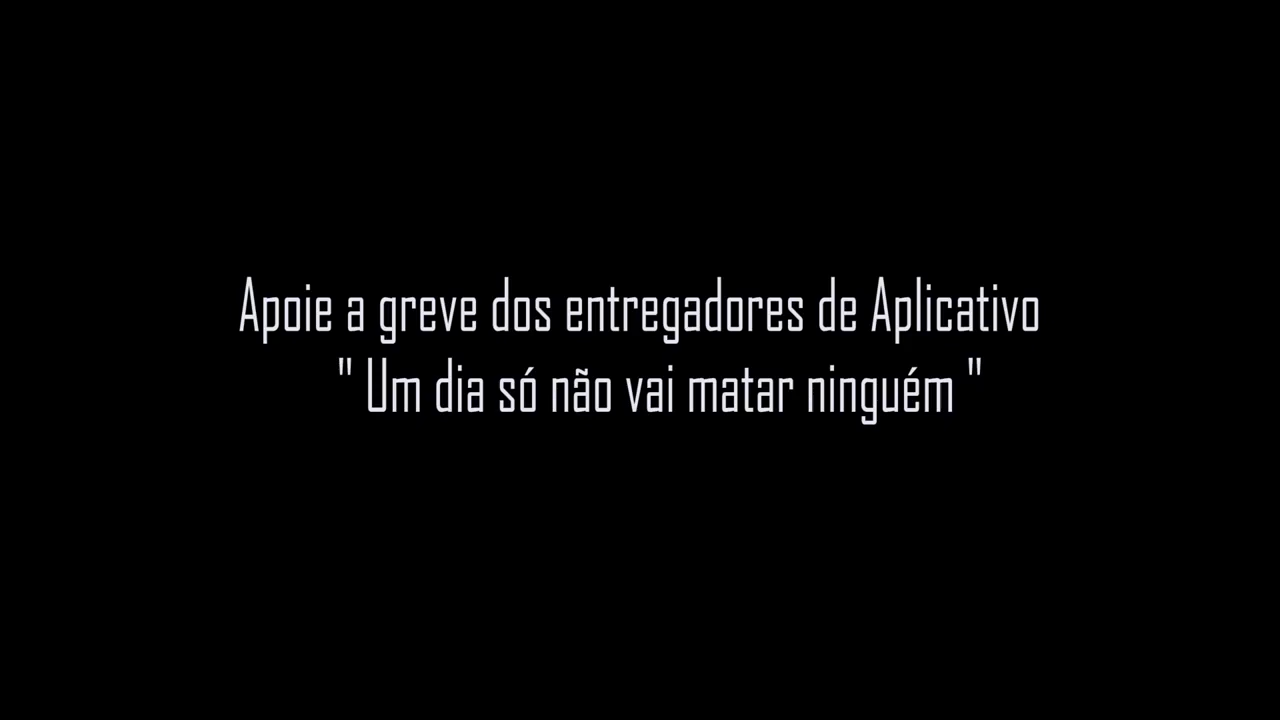 Apoie a greve dos entregadores de Aplicativo
" Um dia só não vai matar ninguém "